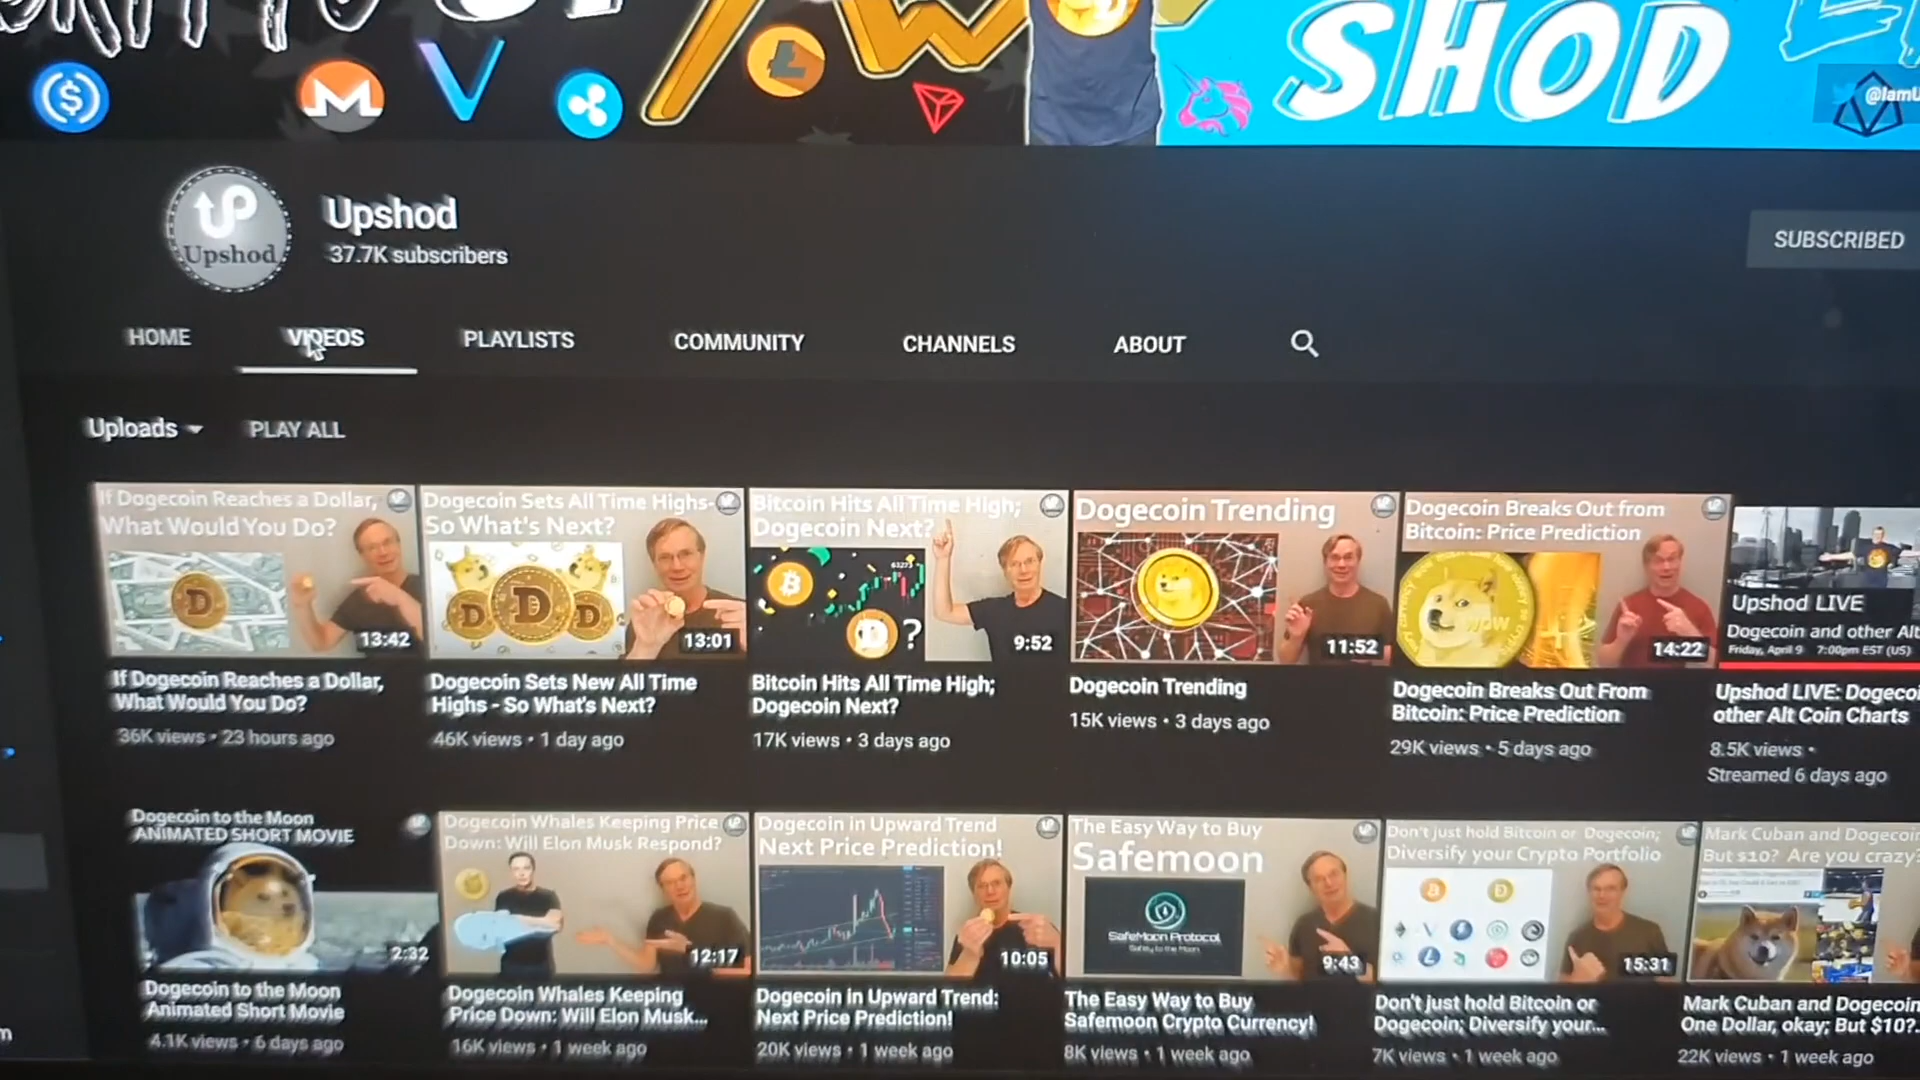 SHOD
@IamU
Upshod
Upshod
37.7K subscribers
SUBSCRIBED
HOME
VIDEOS
PLAYLISTS
COMMUNITY
CHANNELS
ABOUT
Uploads
PLAY ALL
If Dogecoin Reaches a Dollar,
What Would You Do?
13:42
Dogecoin Sets All Time Highs-
So What's Next?
13:01
Bitcoin Hits All Time High;
Dogecoin Next?
63275
?
9:52
Dogecoin Trending
11:52
Dogecoin Breaks Out from
Bitcoin: Price Prediction
WOW
14:22
Upshod LIVE
Dogecoin and other Alt
Friday, April 9 7:00pm EST (US)
If Dogecoin Reaches a Dollar,
What Would You Do?
36K views • 23 hours ago
Dogecoin Sets New All Time
Highs - So What's Next?
46K views • 1 day ago
Bitcoin Hits All Time High;
Dogecoin Next?
17K views • 3 days ago
Dogecoin Trending
15K views • 3 days ago
Dogecoin Breaks Out From
Bitcoin: Price Prediction
29K views • 5 days ago
Upshod LIVE: Dogeco
other Alt Coin Charts
8.5K views •
Streamed 6 days ago
Dogecoin to the Moon
ANIMATED SHORT MOVIE
2:32
Dogecoin Whales Keeping Price
Down: Will Elon Musk Respond?
12:17
Dogecoin in Upward Trend
Next Price Prediction!
10:05
The Easy Way to Buy
Safemoon
SafeMoon Protocol
Safely to the Moon
9:43
Don't just hold Bitcoin or Dogecoin;
Diversify your Crypto Portfolio
15:31
Mark Cuban and Dogecoin
But $10? Are you crazy?
Dogecoin to the Moon
Animated Short Movie
4.1K views • 6 days ago
Dogecoin Whales Keeping
Price Down: Will Elon Musk...
16K views • 1 week ago
Dogecoin in Upward Trend:
Next Price Prediction!
20K views • 1 week ago
The Easy Way to Buy
Safemoon Crypto Currency!
8K views • 1 week ago
Don't just hold Bitcoin or
Dogecoin; Diversify your...
7K views • 1 week ago
Mark Cuban and Dogecoin
One Dollar, okay; But $10?...
22K views • 1 week ago